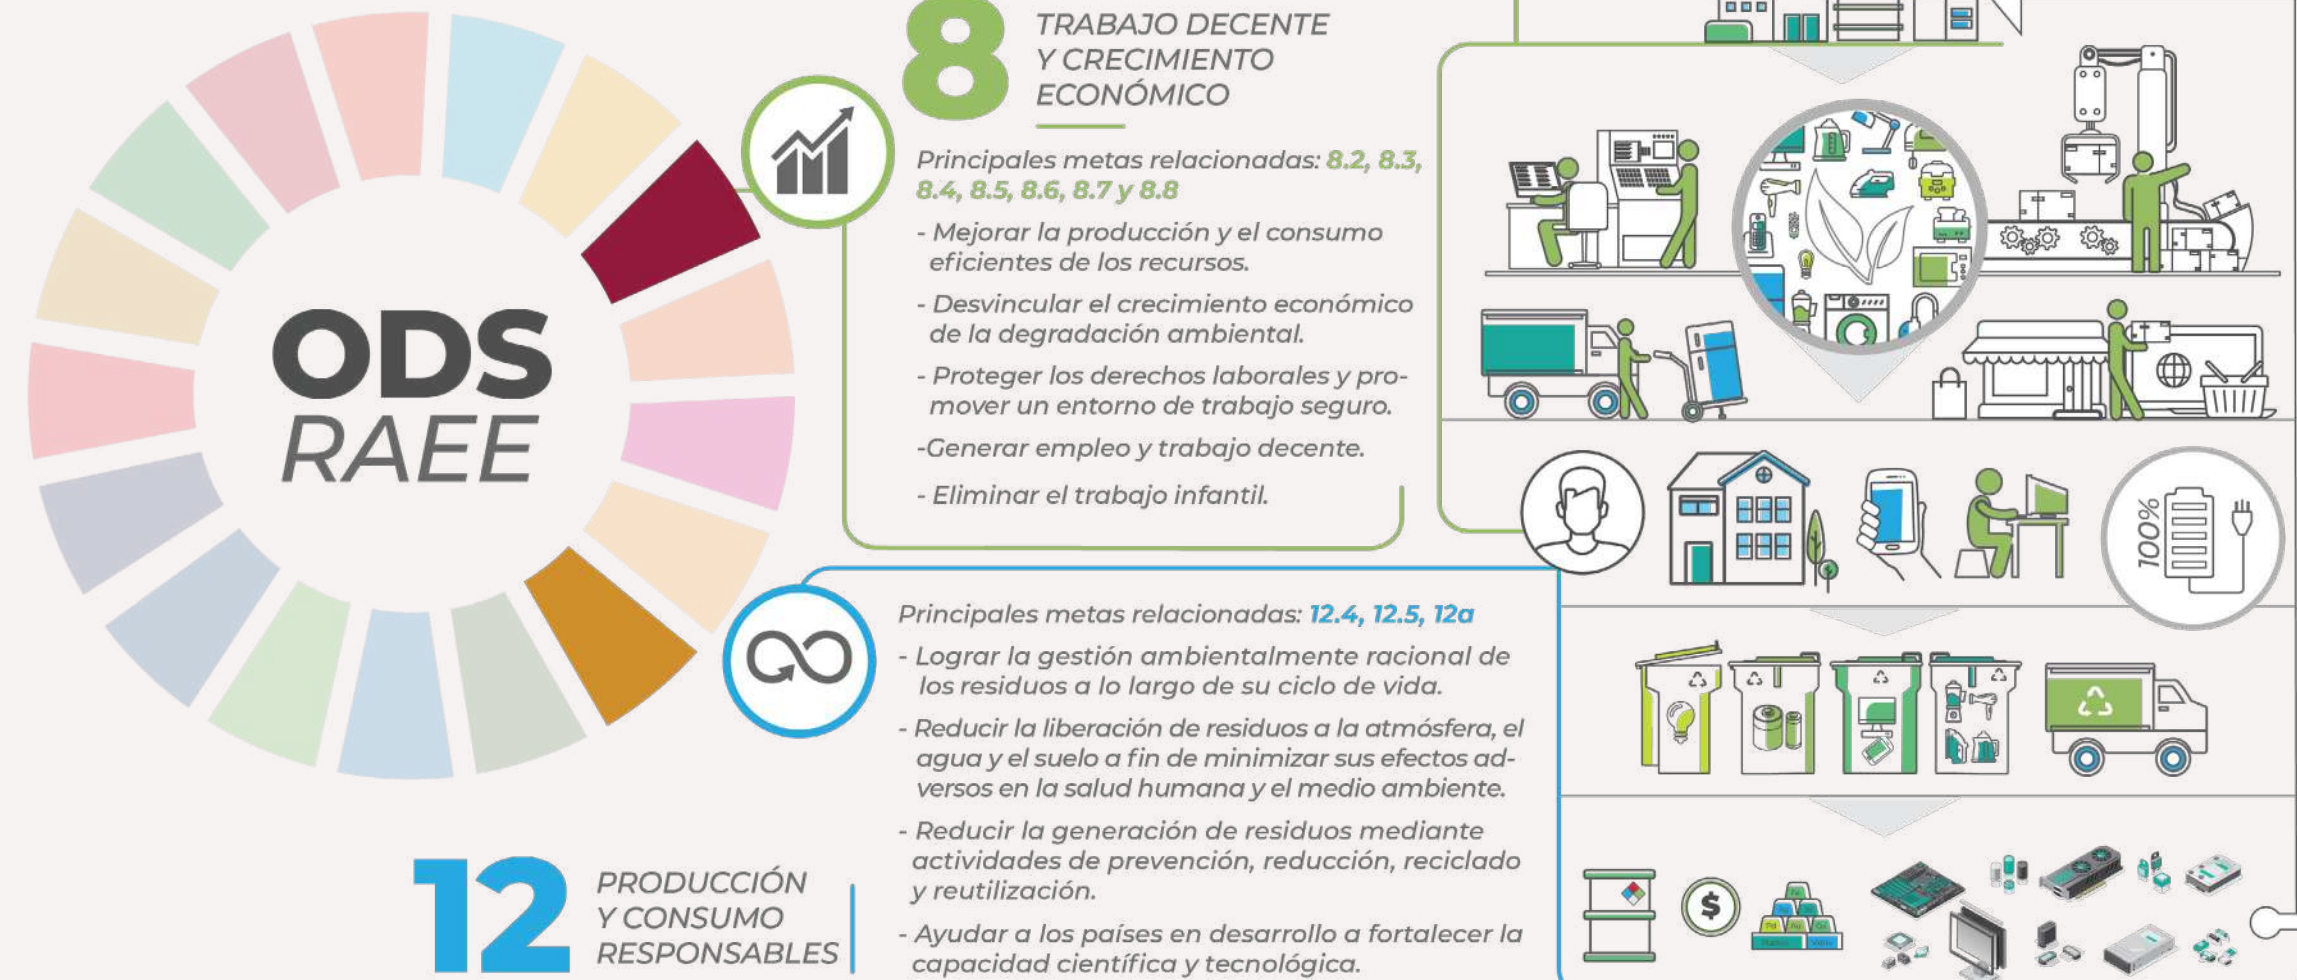 ODS
RAEE
8
TRABAJO DECENTE
Y CRECIMIENTO
ECONÓMICO
Principales metas relacionadas: 8.2, 8.3,
8.4, 8.5, 8.6, 8.7 y 8.8
- Mejorar la producción y el consumo
eficientes de los recursos.
- Desvincular el crecimiento económico
de la degradación ambiental.
- Proteger los derechos laborales y pro-
mover un entorno de trabajo seguro.
-Generar empleo y trabajo decente.
- Eliminar el trabajo infantil.
100%
12
PRODUCCIÓN
Y CONSUMO
RESPONSABLES
Principales metas relacionadas: 12.4, 12.5, 12a
- Lograr la gestión ambientalmente racional de
los residuos a lo largo de su ciclo de vida.
- Reducir la liberación de residuos a la atmósfera, el
agua y el suelo a fin de minimizar sus efectos ad-
versos en la salud humana y el medio ambiente.
- Reducir la generación de residuos mediante
actividades de prevención, reducción, reciclado
y reutilización.
- Ayudar a los países en desarrollo a fortalecer la
capacidad científica y tecnológica.
$